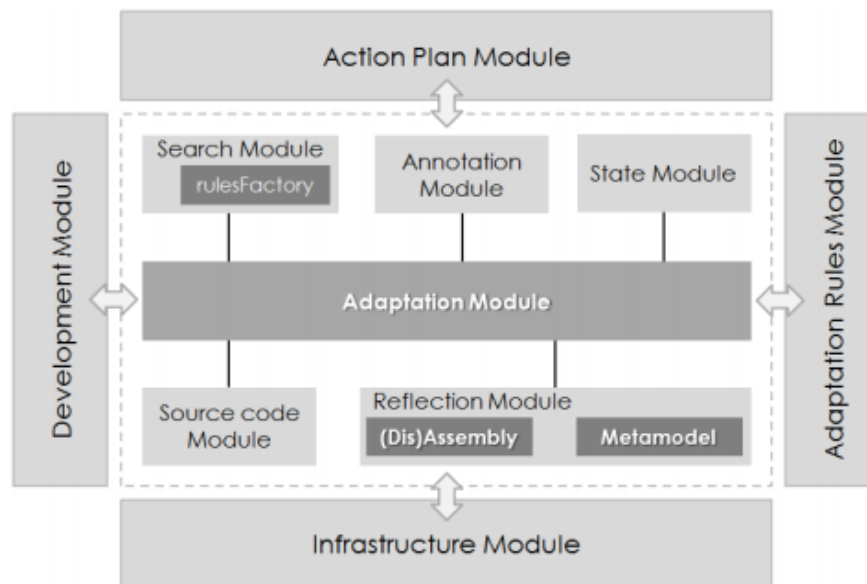 Action Plan Module
Development Module
Search Module
rulesFactory
Annotation
Module
State Module
Adaptation Module
Adaptation Rules Module
Source code
Module
Reflection Module
(Dis)Assembly
Metamodel
Infrastructure Module